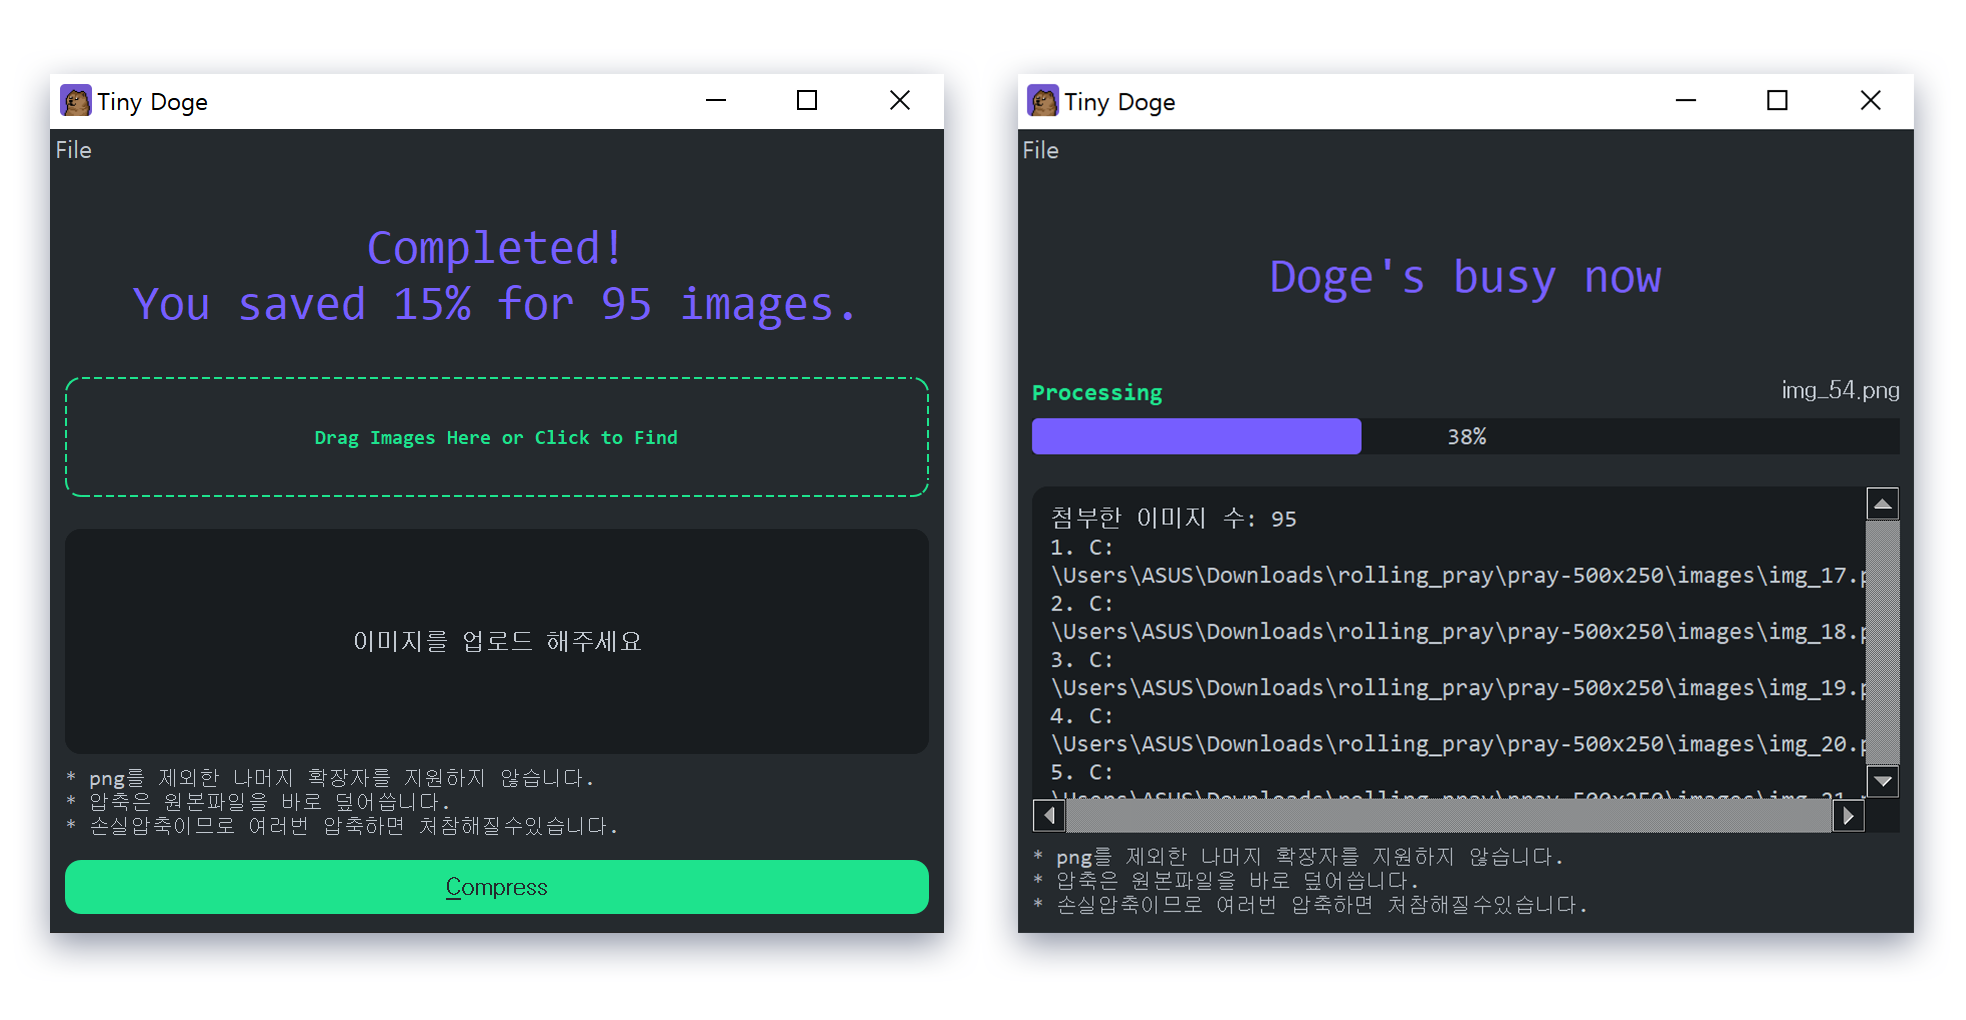 Tiny Doge
File
Completed!
You saved 15% for 95 images.
Drag Images Here or Click to Find
이미지를 업로드 해주세요
* png를 제외한 나머지 확장자를 지원하지 않습니다.
* 압축은 원본파일을 바로 덮어씁니다.
* 손실압축이므로 여러번 압축하면 처참해질수있습니다.
Compress
Tiny Doge
File
Doge's busy now
Processing
img_54.png
38%
첨부한 이미지 수: 95
1. C:
\Users\ASUS\Downloads\rolling_pray\pray-500x250\images\img_17.p
2. C:
\Users\ASUS\Downloads\rolling_pray\pray-500x250\images\img_18.p
3. C:
\Users\ASUS\Downloads\rolling_pray\pray-500x250\images\img_19.p
4. C:
\Users\ASUS\Downloads\rolling_pray\pray-500x250\images\img_20.p
5. C:
\Users\ASUS\Downloads\rolling_pray\pray-500x250\images\img_21.p
* png를 제외한 나머지 확장자를 지원하지 않습니다.
* 압축은 원본파일을 바로 덮어씁니다.
* 손실압축이므로 여러번 압축하면 처참해질수있습니다.